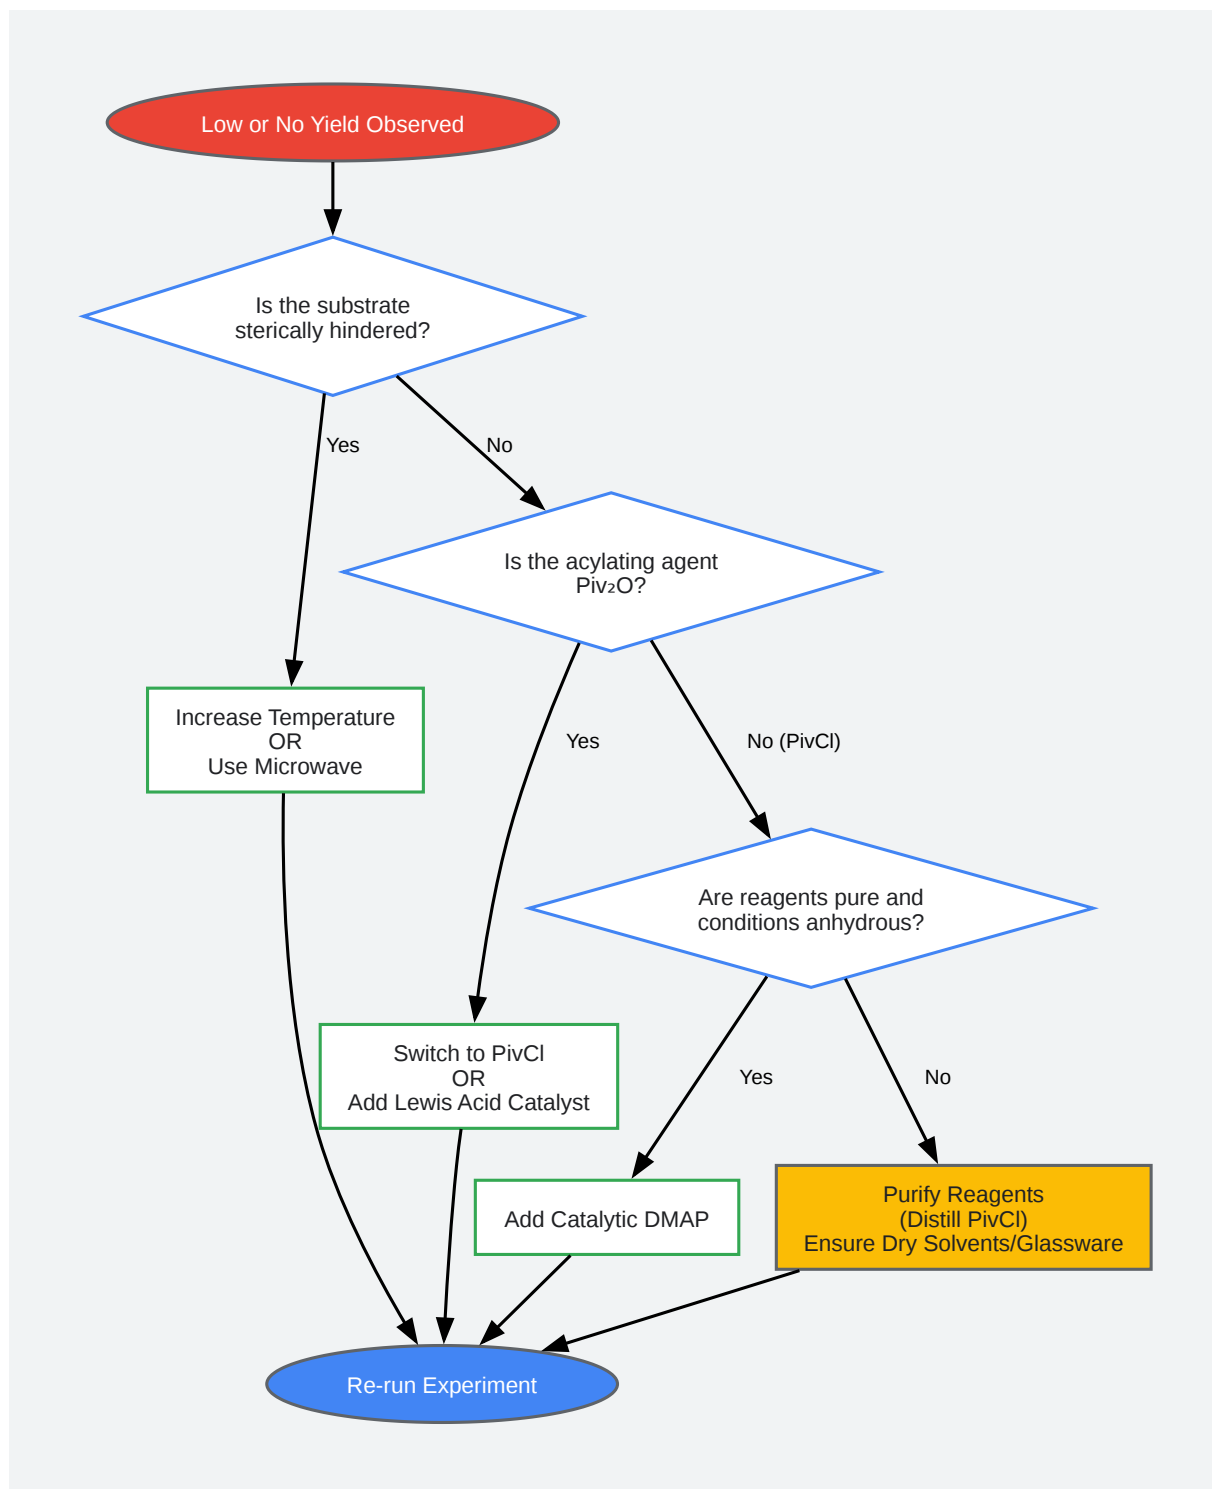 Low or No Yield Observed
Is the substrate
sterically hindered?
Yes
No
Is the acylating agent
Piv₂O?
Increase Temperature
OR
Use Microwave
Yes
No (PivCl)
Are reagents pure and
conditions anhydrous?
Switch to PivCl
OR
Add Lewis Acid Catalyst
Yes
No
Add Catalytic DMAP
Purify Reagents
(Distill PivCl)
Ensure Dry Solvents/Glassware
Re-run Experiment